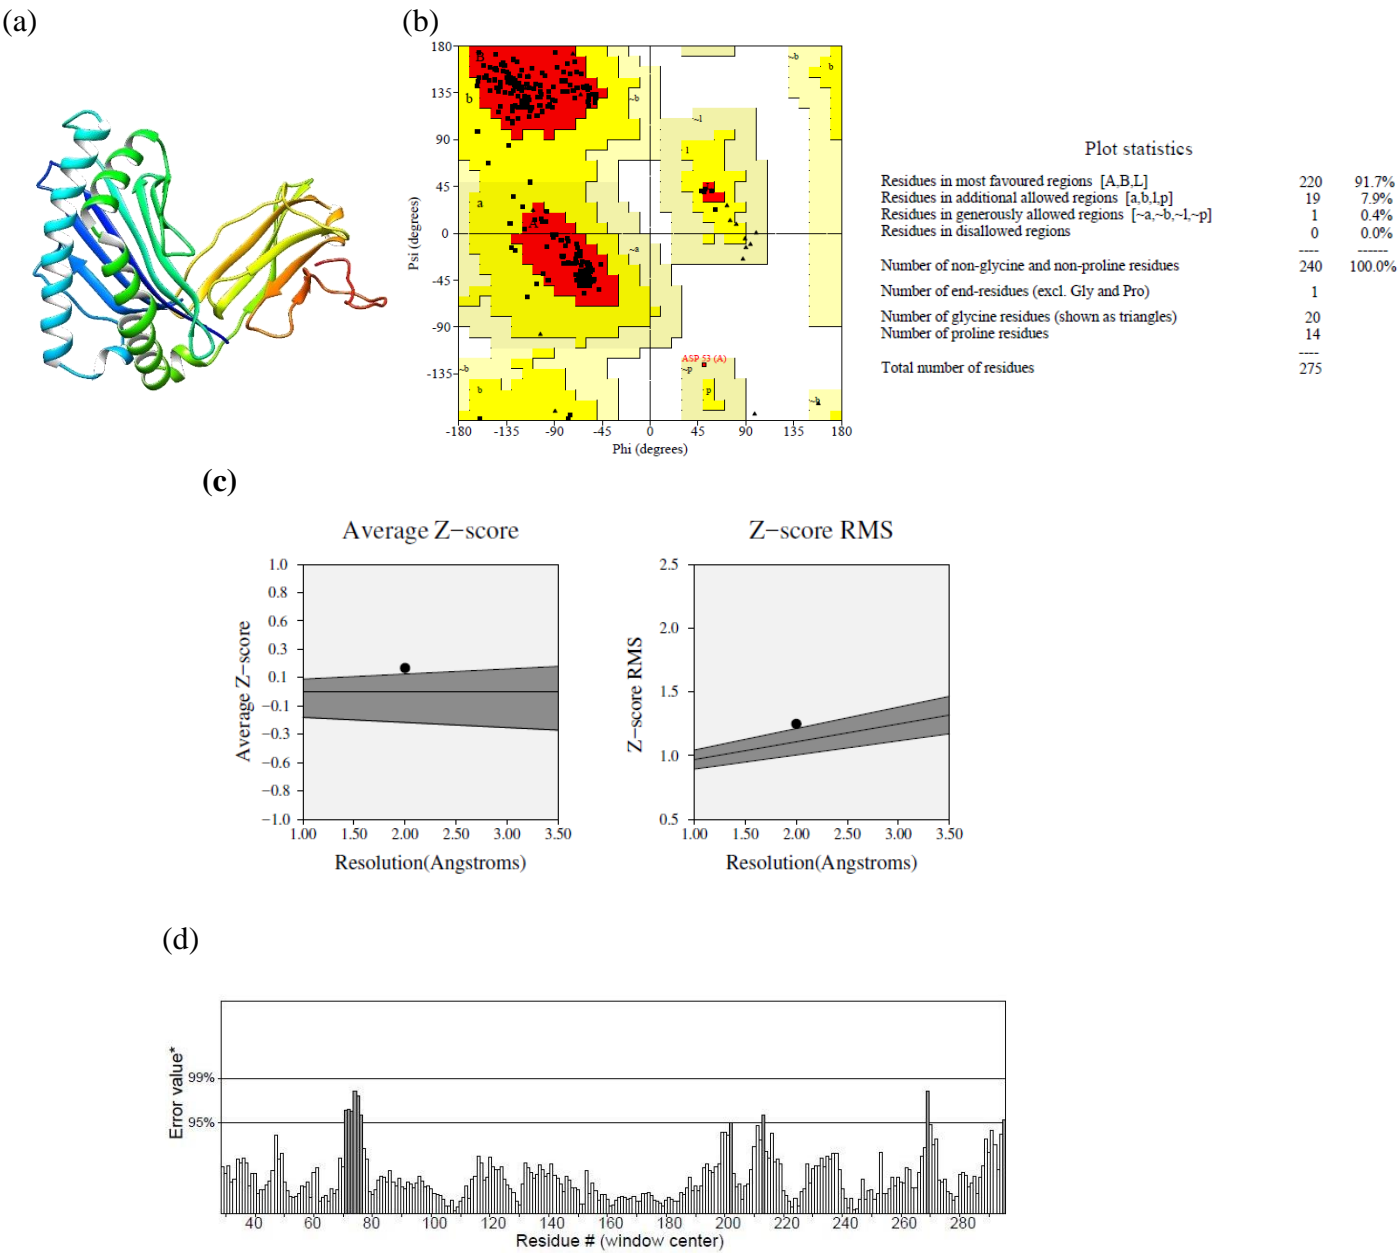 (a)
(b)
180
135
90
45
0
-45
-90
-135
Psi (degrees)
B
b
~b
a
A
~a
~b
b
~l
l
~b
b
ASP 53 (A)
~p
p
~b
-180 -135 -90 -45 0 45 90 135 180
Phi (degrees)
Plot statistics
Residues in most favoured regions [A,B,L] 220 91.7%
Residues in additional allowed regions [a,b,l,p] 19 7.9%
Residues in generously allowed regions [~a,~b,~l,~p] 1 0.4%
Residues in disallowed regions 0 0.0%
---- ------
Number of non-glycine and non-proline residues 240 100.0%
Number of end-residues (excl. Gly and Pro) 1
Number of glycine residues (shown as triangles) 20
Number of proline residues 14
----
Total number of residues 275
(c)
Average Z−score
1.0
0.8
0.6
0.3
0.1
−0.1
−0.3
−0.6
−0.8
−1.0
Average Z−score
1.00 1.50 2.00 2.50 3.00 3.50
Resolution(Angstroms)
Z−score RMS
2.5
2.0
1.5
1.0
0.5
Z−score RMS
1.00 1.50 2.00 2.50 3.00 3.50
Resolution(Angstroms)
(d)
Error value*
99%
95%
40 60 80 100 120 140 160 180 200 220 240 260 280
Residue # (window center)